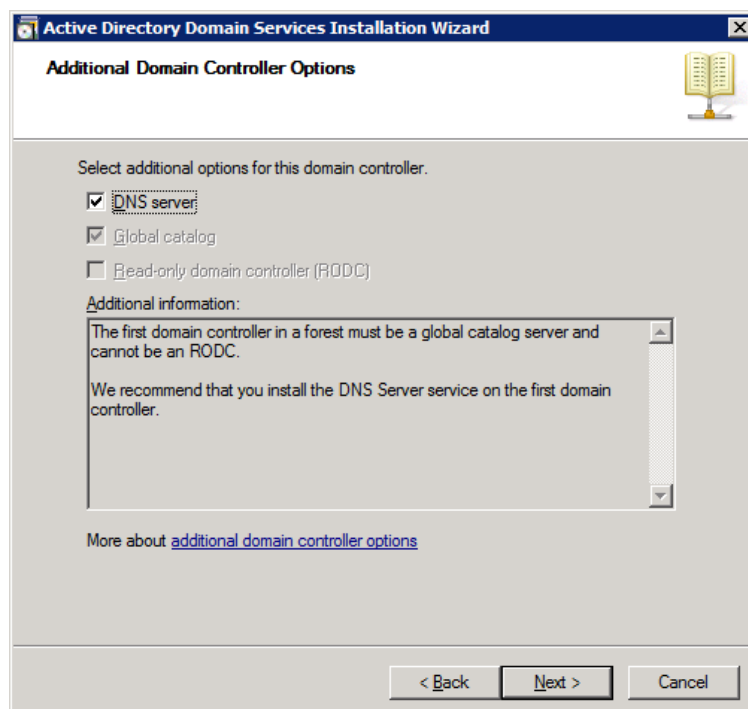 Active Directory Domain Services Installation Wizard
Additional Domain Controller Options
Select additional options for this domain controller.
DNS server
Global catalog
Read-only domain controller (RODC)
Additional information:
The first domain controller in a forest must be a global catalog server and
cannot be an RODC.
We recommend that you install the DNS Server service on the first domain
controller.
More about additional domain controller options
< Back Next > Cancel